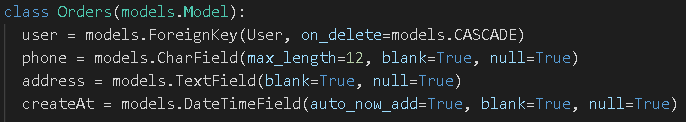 class Orders(models.Model):
user = models.ForeignKey(User, on_delete=models.CASCADE)
phone = models.CharField(max_length=12, blank=True, null=True)
address = models.TextField(blank=True, null=True)
createAt = models.DateTimeField(auto_now_add=True, blank=True, null=True)